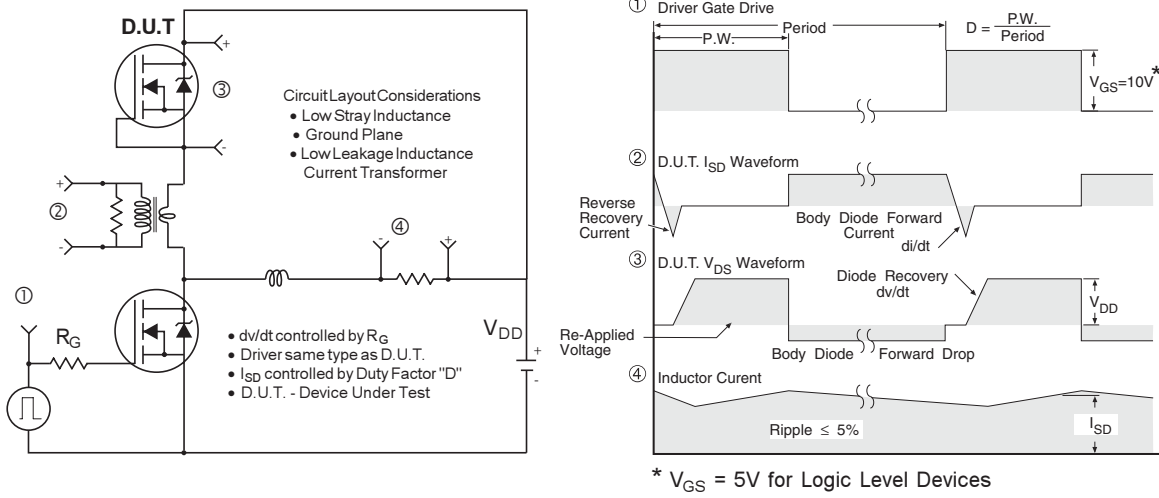 D.U.T
+
③
-
Circuit Layout Considerations
• Low Stray Inductance
• Ground Plane
• Low Leakage Inductance
Current Transformer
+
②
-
④
-
+
①
R_G
V_DD
+
-
• dv/dt controlled by R_G
• Driver same type as D.U.T.
• I_SD controlled by Duty Factor "D"
• D.U.T. - Device Under Test
① Driver Gate Drive
P.W.
Period
D = P.W. / Period
V_GS=10V*
② D.U.T. I_SD Waveform
Reverse
Recovery
Current
Body Diode Forward
Current
di/dt
③ D.U.T. V_DS Waveform
Diode Recovery
dv/dt
V_DD
Re-Applied
Voltage
Body Diode Forward Drop
④ Inductor Curent
Ripple ≤ 5%
I_SD
* V_GS = 5V for Logic Level Devices